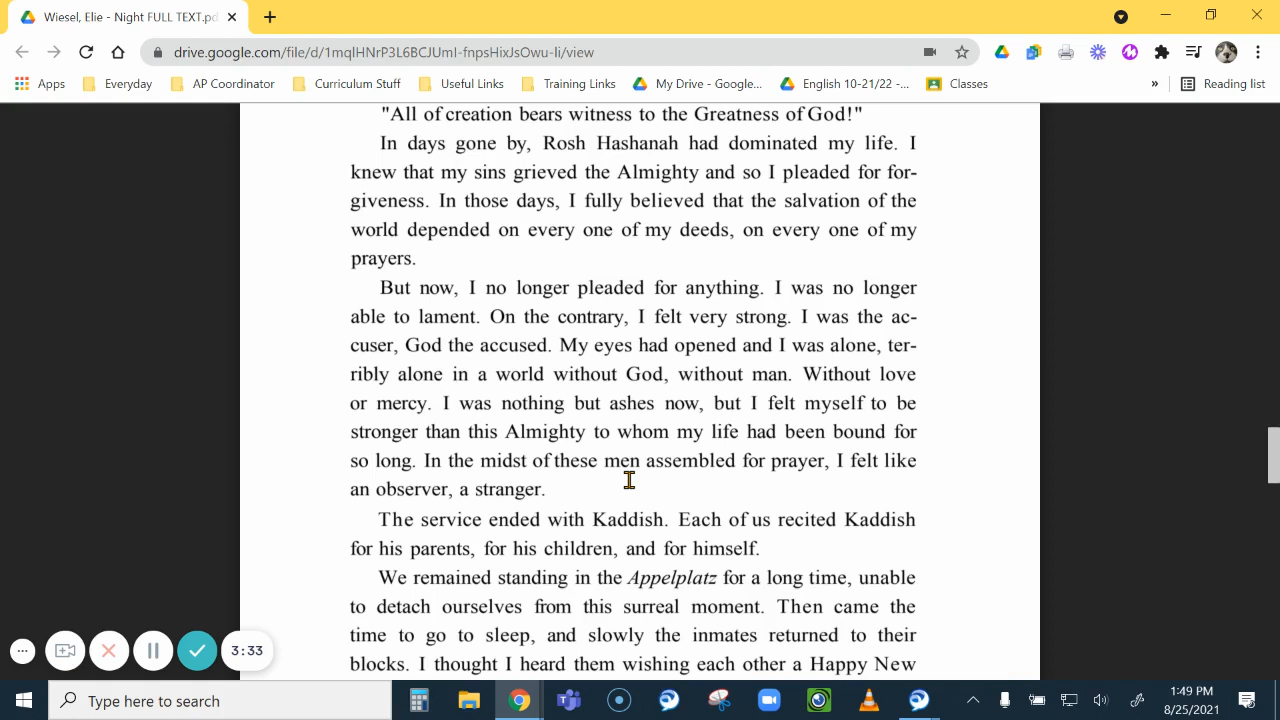 Wiesel, Elie - Night FULL TEXT.pd
drive.google.com/file/d/1mqIHNrP3L6BCJUmI-fnpsHixJsOwu-li/view
Apps Everyday AP Coordinator Curriculum Stuff Useful Links Training Links My Drive - Google... English 10-21/22 -... Classes » Reading list
"All of creation bears witness to the Greatness of God!"
In days gone by, Rosh Hashanah had dominated my life. I
knew that my sins grieved the Almighty and so I pleaded for for-
giveness. In those days, I fully believed that the salvation of the
world depended on every one of my deeds, on every one of my
prayers.
But now, I no longer pleaded for anything. I was no longer
able to lament. On the contrary, I felt very strong. I was the ac-
cuser, God the accused. My eyes had opened and I was alone, ter-
ribly alone in a world without God, without man. Without love
or mercy. I was nothing but ashes now, but I felt myself to be
stronger than this Almighty to whom my life had been bound for
so long. In the midst of these men assembled for prayer, I felt like
an observer, a stranger.
The service ended with Kaddish. Each of us recited Kaddish
for his parents, for his children, and for himself.
We remained standing in the Appelplatz for a long time, unable
to detach ourselves from this surreal moment. Then came the
time to go to sleep, and slowly the inmates returned to their
blocks. I thought I heard them wishing each other a Happy New
3:33
Type here to search
1:49 PM
8/25/2021